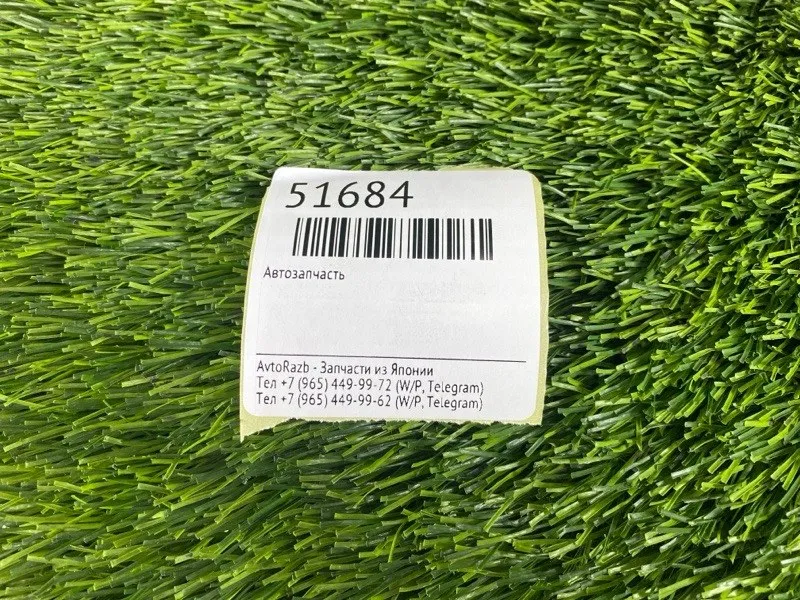 51684
Автозапчасть
AvtoRazb - Запчасти из Японии
Тел +7 (965) 449-99-72 (W/P, Telegram)
Тел +7 (965) 449-99-62 (W/P, Telegram)